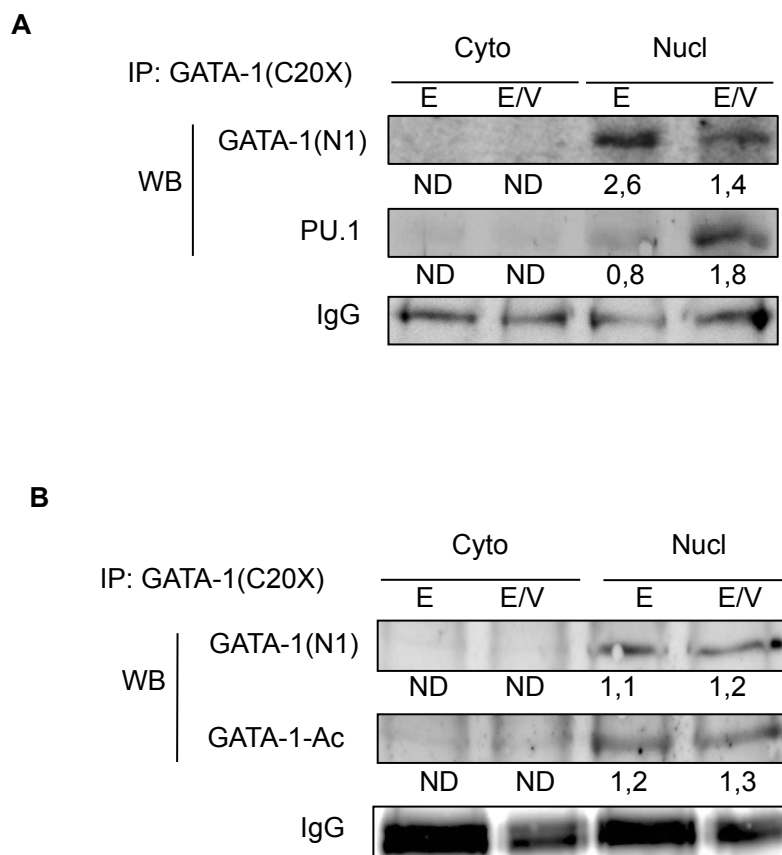 A
Cyto Nucl
IP: GATA-1(C20X)
E E/V E E/V
GATA-1(N1)
WB
ND ND 2,6 1,4
PU.1
ND ND 0,8 1,8
IgG
B
Cyto Nucl
IP: GATA-1(C20X)
E E/V E E/V
GATA-1(N1)
WB
ND ND 1,1 1,2
GATA-1-Ac
ND ND 1,2 1,3
IgG